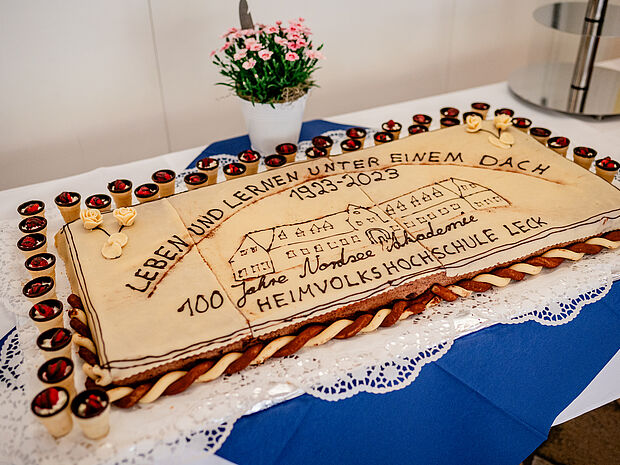 LEBEN UND LERNEN UNTER EINEM DACH
1923-2023
100 Jahre Nordsee Akademie
HEIMVOLKSHOCHSCHULE LECK